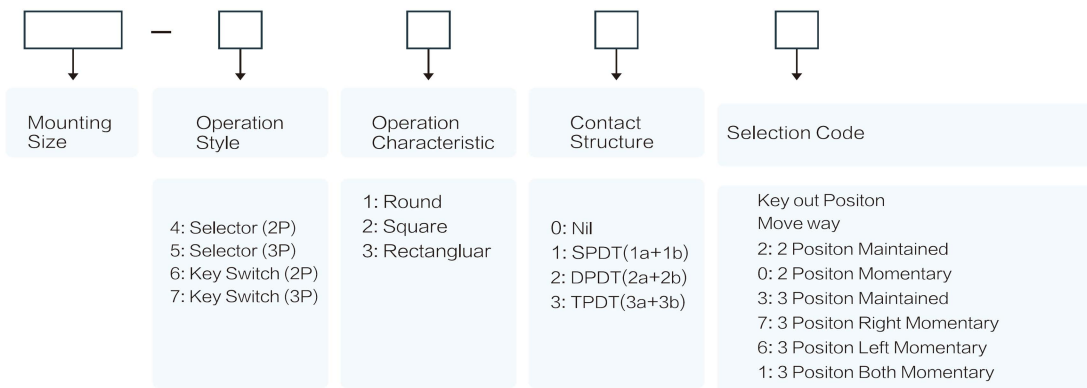 Mounting
Size
Operation
Style
Operation
Characteristic
Contact
Structure
Selection Code
4: Selector (2P)
5: Selector (3P)
6: Key Switch (2P)
7: Key Switch (3P)
1: Round
2: Square
3: Rectangluar
0: Nil
1: SPDT(1a+1b)
2: DPDT(2a+2b)
3: TPDT(3a+3b)
Key out Positon
Move way
2: 2 Positon Maintained
0: 2 Positon Momentary
3: 3 Positon Maintained
7: 3 Positon Right Momentary
6: 3 Positon Left Momentary
1: 3 Positon Both Momentary